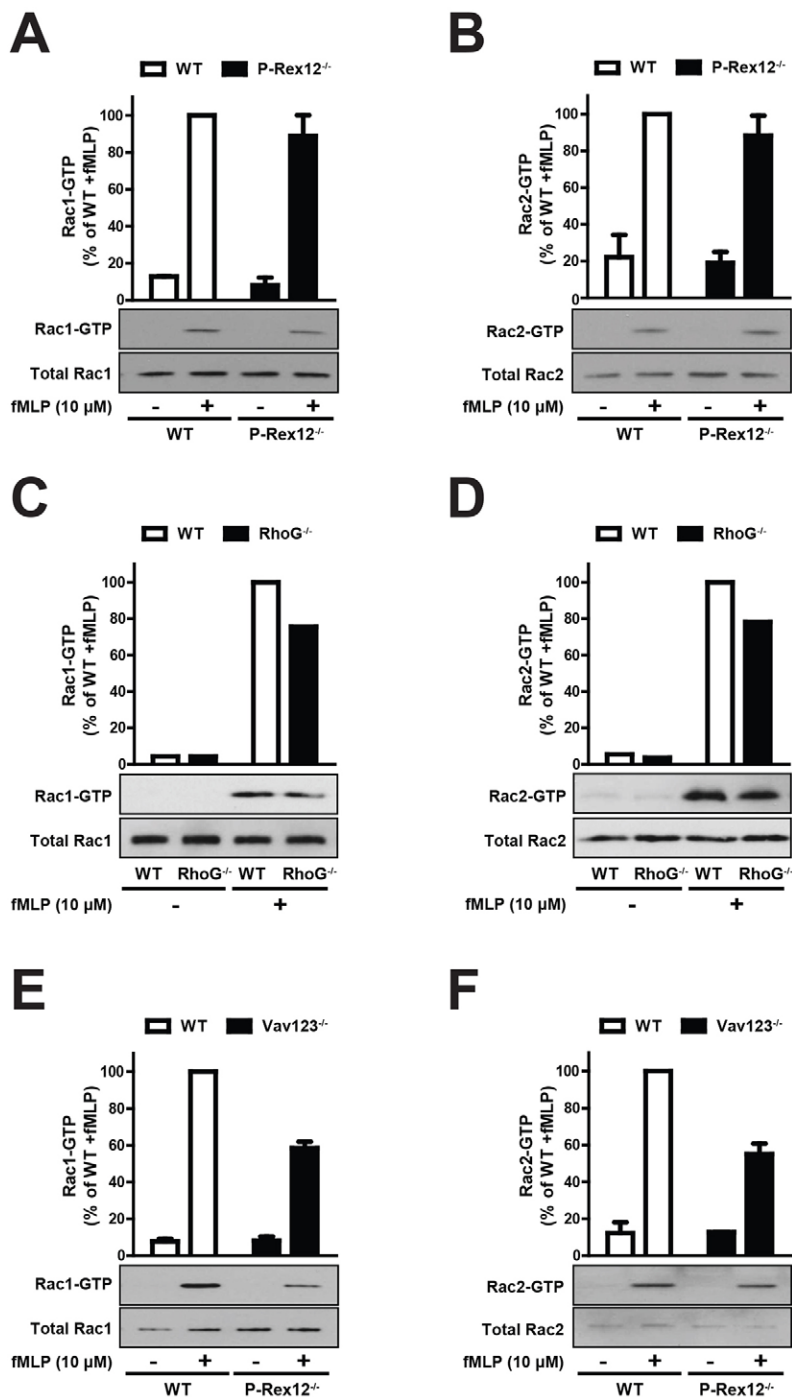 A
WT P-Rex12-/-
Rac1-GTP
(% of WT +fMLP)
100
80
60
40
20
0
Rac1-GTP
Total Rac1
fMLP (10 µM) - + - +
WT P-Rex12-/-
B
WT P-Rex12-/-
Rac2-GTP
(% of WT +fMLP)
100
80
60
40
20
0
Rac2-GTP
Total Rac2
fMLP (10 µM) - + - +
WT P-Rex12-/-
C
WT RhoG-/-
Rac1-GTP
(% of WT +fMLP)
100
80
60
40
20
0
Rac1-GTP
Total Rac1
WT RhoG-/- WT RhoG-/-
fMLP (10 µM) - +
D
WT RhoG-/-
Rac2-GTP
(% of WT +fMLP)
100
80
60
40
20
0
Rac2-GTP
Total Rac2
WT RhoG-/- WT RhoG-/-
fMLP (10 µM) - +
E
WT Vav123-/-
Rac1-GTP
(% of WT +fMLP)
100
80
60
40
20
0
Rac1-GTP
Total Rac1
fMLP (10 µM) - + - +
WT P-Rex12-/-
F
WT Vav123-/-
Rac2-GTP
(% of WT +fMLP)
100
80
60
40
20
0
Rac2-GTP
Total Rac2
fMLP (10 µM) - + - +
WT P-Rex12-/-